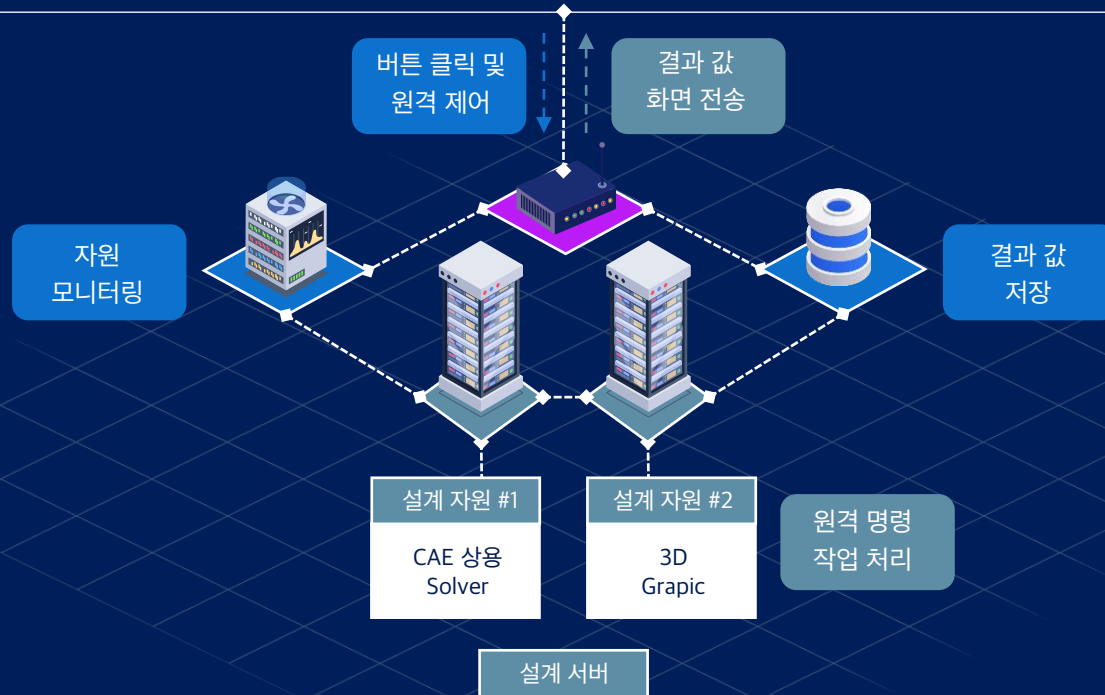 버튼 클릭 및
원격 제어
결과 값
화면 전송
자원
모니터링
결과 값
저장
설계 자원 #1
CAE 상용
Solver
설계 자원 #2
3D
Grapic
원격 명령
작업 처리
설계 서버